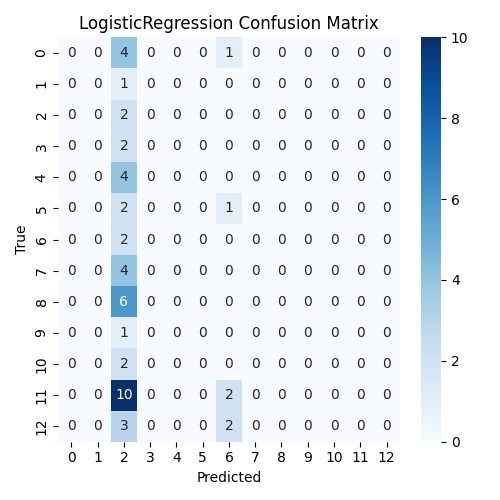 LogisticRegression Confusion Matrix
0 0 0 4 0 0 0 1 0 0 0 0 0 0 10
1 0 0 1 0 0 0 0 0 0 0 0 0 0
2 0 0 2 0 0 0 0 0 0 0 0 0 0 8
3 0 0 2 0 0 0 0 0 0 0 0 0 0
4 0 0 4 0 0 0 0 0 0 0 0 0 0
5 0 0 2 0 0 0 1 0 0 0 0 0 0 6
6 0 0 2 0 0 0 0 0 0 0 0 0 0
True
7 0 0 4 0 0 0 0 0 0 0 0 0 0 4
8 0 0 6 0 0 0 0 0 0 0 0 0 0
9 0 0 1 0 0 0 0 0 0 0 0 0 0
10 0 0 2 0 0 0 0 0 0 0 0 0 0 2
11 0 0 10 0 0 0 2 0 0 0 0 0 0
12 0 0 3 0 0 0 2 0 0 0 0 0 0 0
0 1 2 3 4 5 6 7 8 9 10 11 12
Predicted